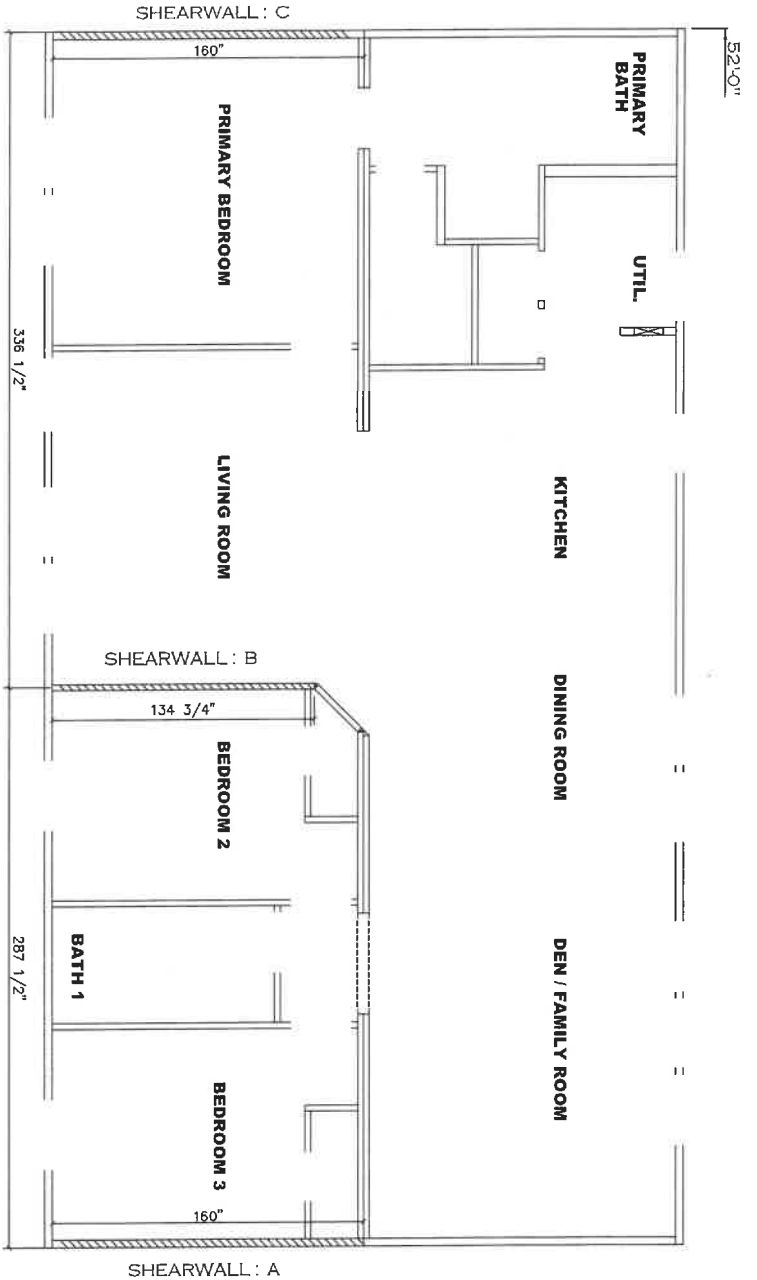 SHEARWALL : C
52'-0"
160"
PRIMARY
BATH
PRIMARY BEDROOM
UTIL.
336 1/2"
LIVING ROOM
KITCHEN
SHEARWALL : B
134 3/4"
BEDROOM 2
DINING ROOM
BATH 1
287 1/2"
DEN / FAMILY ROOM
BEDROOM 3
160"
SHEARWALL : A